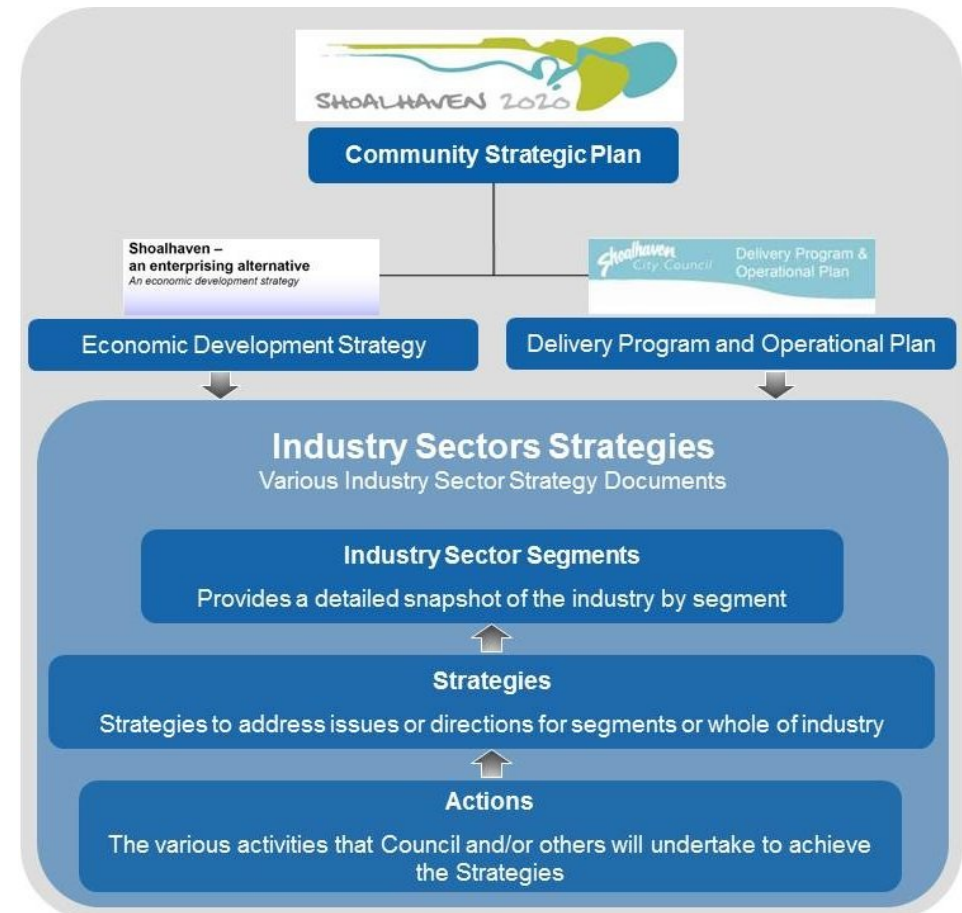 SHOALHAVEN 2020
Community Strategic Plan
Shoalhaven –
an enterprising alternative
An economic development strategy
Shoalhaven
City Council
Delivery Program &
Operational Plan
Economic Development Strategy
Delivery Program and Operational Plan
Industry Sectors Strategies
Various Industry Sector Strategy Documents
Industry Sector Segments
Provides a detailed snapshot of the industry by segment
Strategies
Strategies to address issues or directions for segments or whole of industry
Actions
The various activities that Council and/or others will undertake to achieve
the Strategies